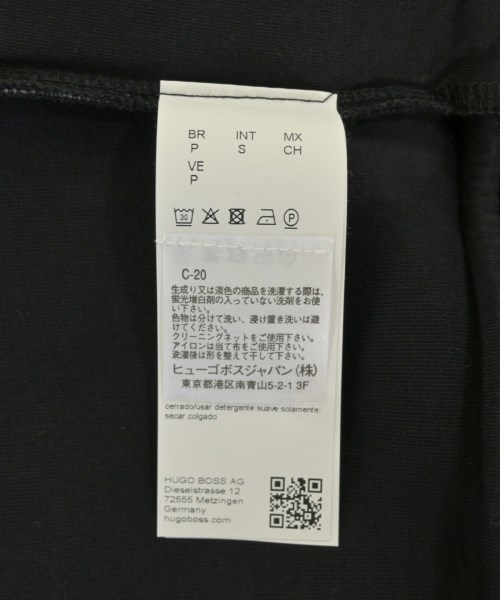 BR INT MX
P S CH
VE
P
30 P
C-20
生成り又は淡色の商品を洗濯する際は、
蛍光増白剤の入っていない洗剤をお使
い下さい。
色物は分けて洗い、浸け置き洗いは避
けてください。
クリーニングネットをご使用下さい。
アイロンは当て布をご使用下さい。
洗濯後は形を整えて干して下さい。
ヒューゴボスジャパン(株)
東京都港区南青山5-2-1 3F
cerrado/usar detergente suave solamente;
secar colgado
HUGO BOSS AG
Dieselstrasse 12
72555 Metzingen
Germany
hugoboss.com